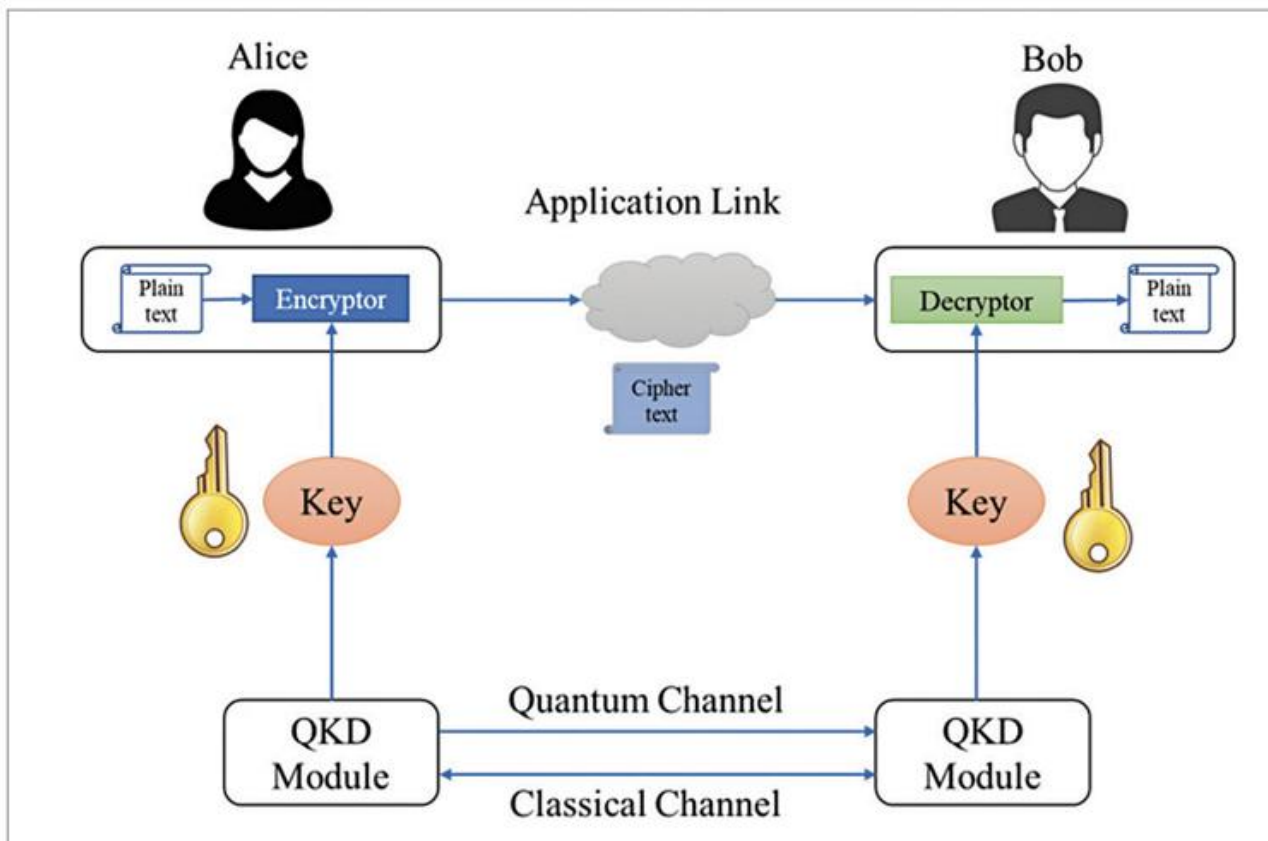 Alice
Bob
Application Link
Plain
text
Encryptor
Decryptor
Plain
text
Cipher
text
Key
Key
QKD
Module
Quantum Channel
Classical Channel
QKD
Module